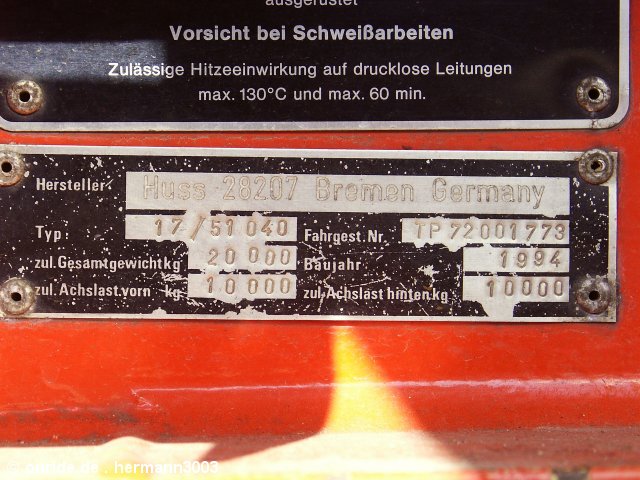 ausgerüstet
Vorsicht bei Schweißarbeiten
Zulässige Hitzeeinwirkung auf drucklose Leitungen
max. 130°C und max. 60 min.
Hersteller Huss 28207 Bremen Germany
Typ 17/51 040 Fahrgest. Nr. TP 72001773
zul. Gesamtgewicht kg 20 000 Baujahr 1994
zul. Achslast vorn kg 10000 zul. Achslast hinten kg 10000
hermann3003